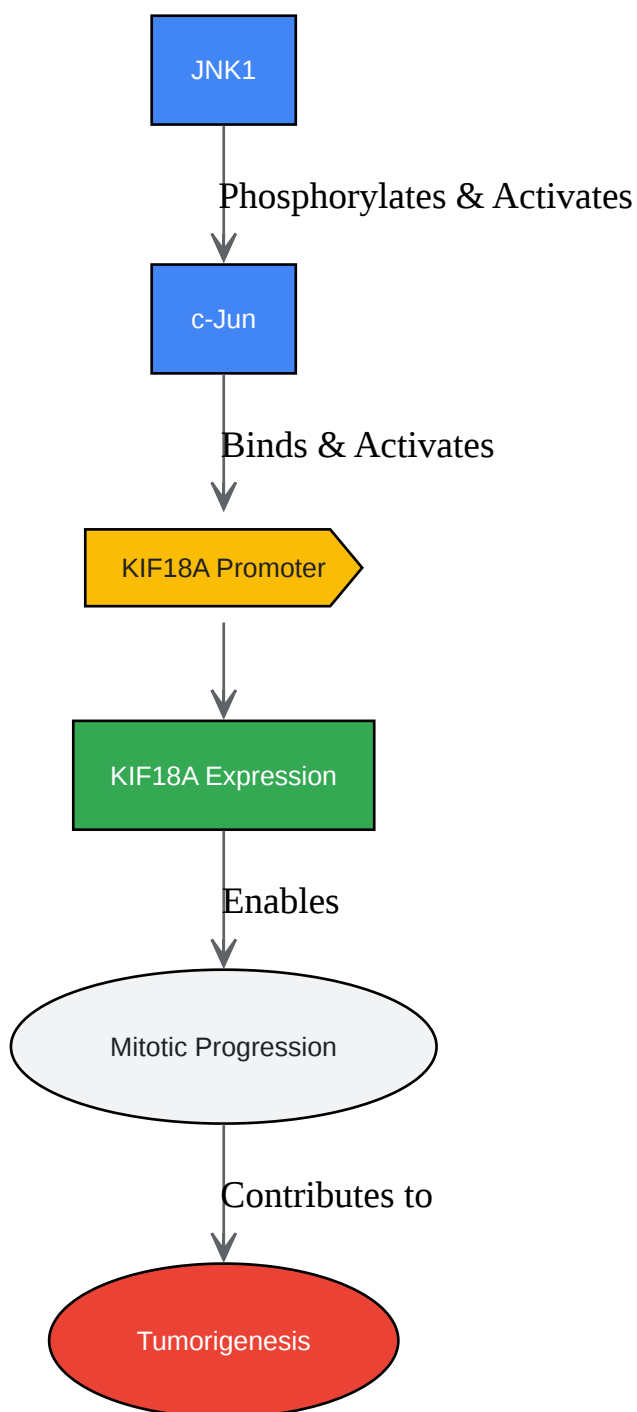 JNK1
Phosphorylates & Activates
c-Jun
Binds & Activates
KIF18A Promoter
KIF18A Expression
Enables
Mitotic Progression
Contributes to
Tumorigenesis